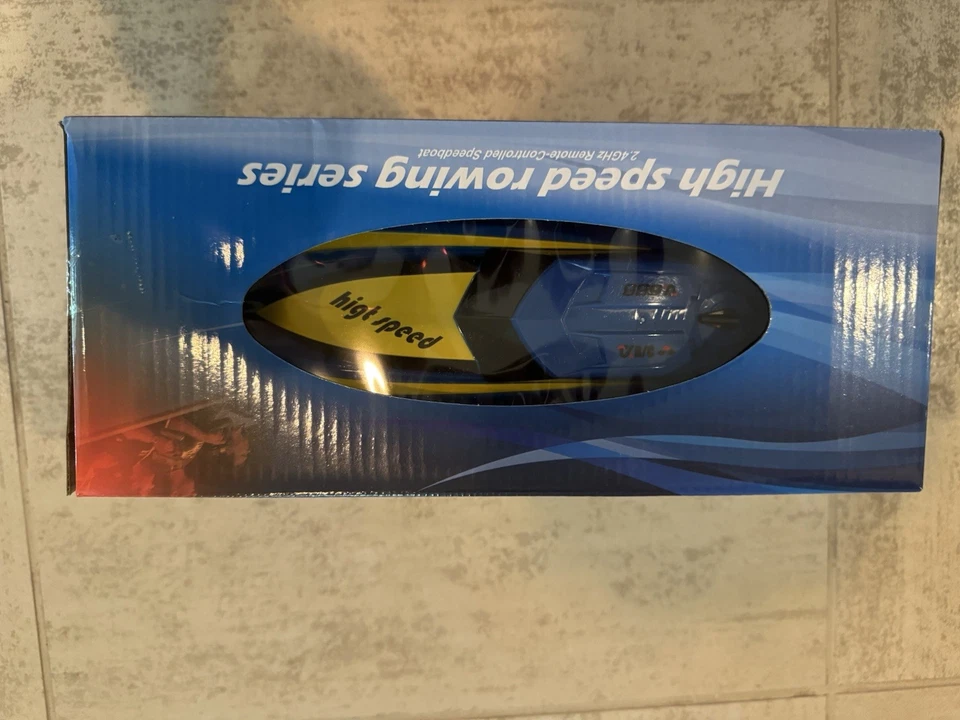 High speed rowing series
2.4GHz Remote-Controlled Speedboat
higt speed